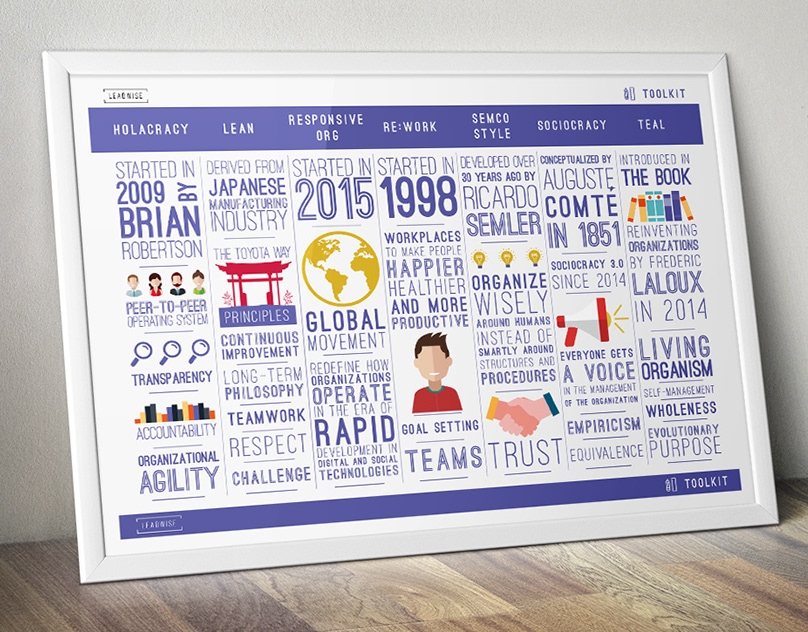 LEADWISE
TOOLKIT
HOLACRACY
LEAN
RESPONSIVE
ORG
RE:WORK
SEMCO
STYLE
SOCIOCRACY
TEAL
STARTED IN
2009 BY
BRIAN
ROBERTSON
PEER-TO-PEER
OPERATING SYSTEM
TRANSPARENCY
ACCOUNTABILITY
ORGANIZATIONAL
AGILITY
DERIVED FROM
JAPANESE
MANUFACTURING
INDUSTRY
THE TOYOTA WAY
PRINCIPLES
CONTINUOUS
IMPROVEMENT
LONG-TERM
PHILOSOPHY
TEAMWORK
RESPECT
CHALLENGE
STARTED IN
2015
GLOBAL
MOVEMENT
REDEFINE HOW
ORGANIZATIONS
OPERATE
IN THE ERA OF
RAPID
DEVELOPMENT IN
DIGITAL AND SOCIAL
TECHNOLOGIES
STARTED IN
1998
WORKPLACES
TO MAKE PEOPLE
HAPPIER
HEALTHIER
AND MORE
PRODUCTIVE
GOAL SETTING
TEAMS
DEVELOPED OVER
30 YEARS AGO BY
RICARDO
SEMLER
ORGANIZE
WISELY
AROUND HUMANS
INSTEAD OF
SMARTLY AROUND
STRUCTURES AND
PROCEDURES
TRUST
CONCEPTUALIZED BY
AUGUSTE
COMTÉ
IN 1851
SOCIOCRACY 3.0
SINCE 2014
EVERYONE GETS
A VOICE
IN THE MANAGEMENT
OF THE ORGANIZATION
EMPIRICISM
EQUIVALENCE
INTRODUCED IN
THE BOOK
REINVENTING
ORGANIZATIONS
BY FREDERIC
LALOUX
IN 2014
LIVING
ORGANISM
SELF-MANAGEMENT
WHOLENESS
EVOLUTIONARY
PURPOSE
LEADWISE
TOOLKIT